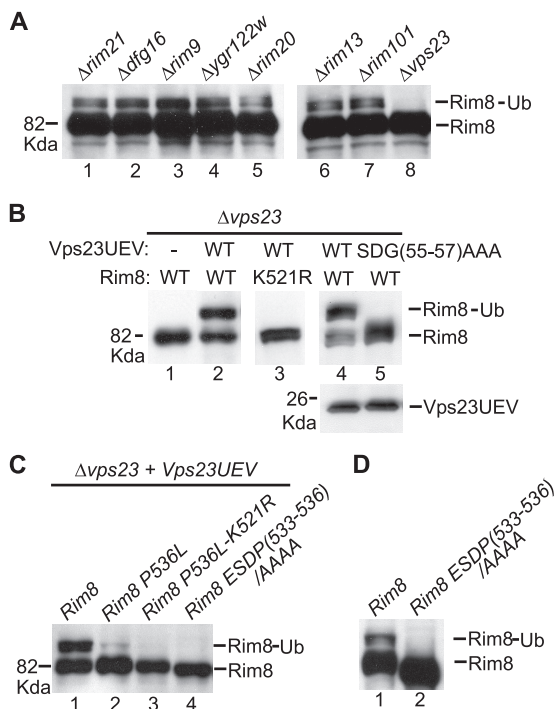 A
Δrim21 Δdfg16 Δrim9 Δygr122w Δrim20 Δrim13 Δrim101 Δvps23
Rim8-Ub
82 Rim8
Kda
1 2 3 4 5 6 7 8
B
Δvps23
Vps23UEV: - WT WT WT SDG(55-57)AAA
Rim8: WT WT K521R WT WT
Rim8-Ub
82 Rim8
Kda
1 2 3 4 5
26
Vps23UEV
Kda
C D
Δvps23 + Vps23UEV
Rim8 Rim8 P536L Rim8 P536L-K521R Rim8 ESDP(533-536)
/AAAA
Rim8 Rim8 ESDP(533-536)
/AAAA
Rim8-Ub Rim8-Ub
82 Rim8 Rim8
Kda
1 2 3 4 1 2